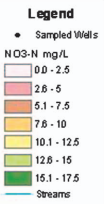 Legend
Sampled Wells
NO3-N mg/L
0.0 - 2.5
2.6 - 5
5.1 - 7.5
7.6 - 10
10.1 - 12.5
12.6 - 15
15.1 - 17.5
Streams